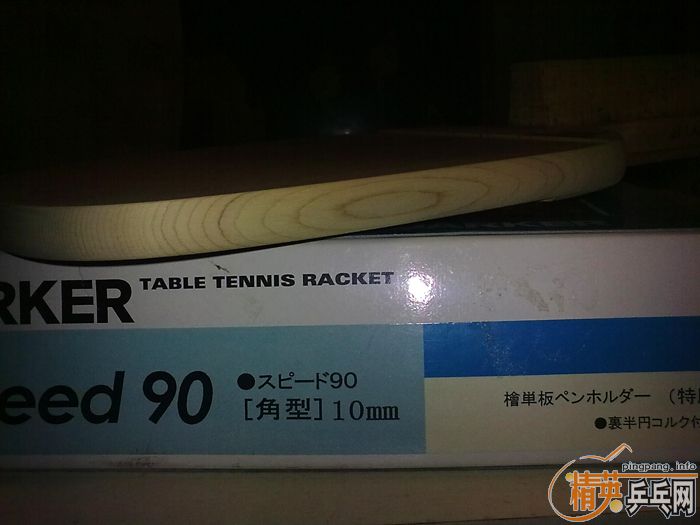 RKER TABLE TENNIS RACKET
eed 90
●スピード90
[角型]10mm
檜単板ペンホルダー (特
●裏半円コルク付
pingpang.info
精英乒乓网